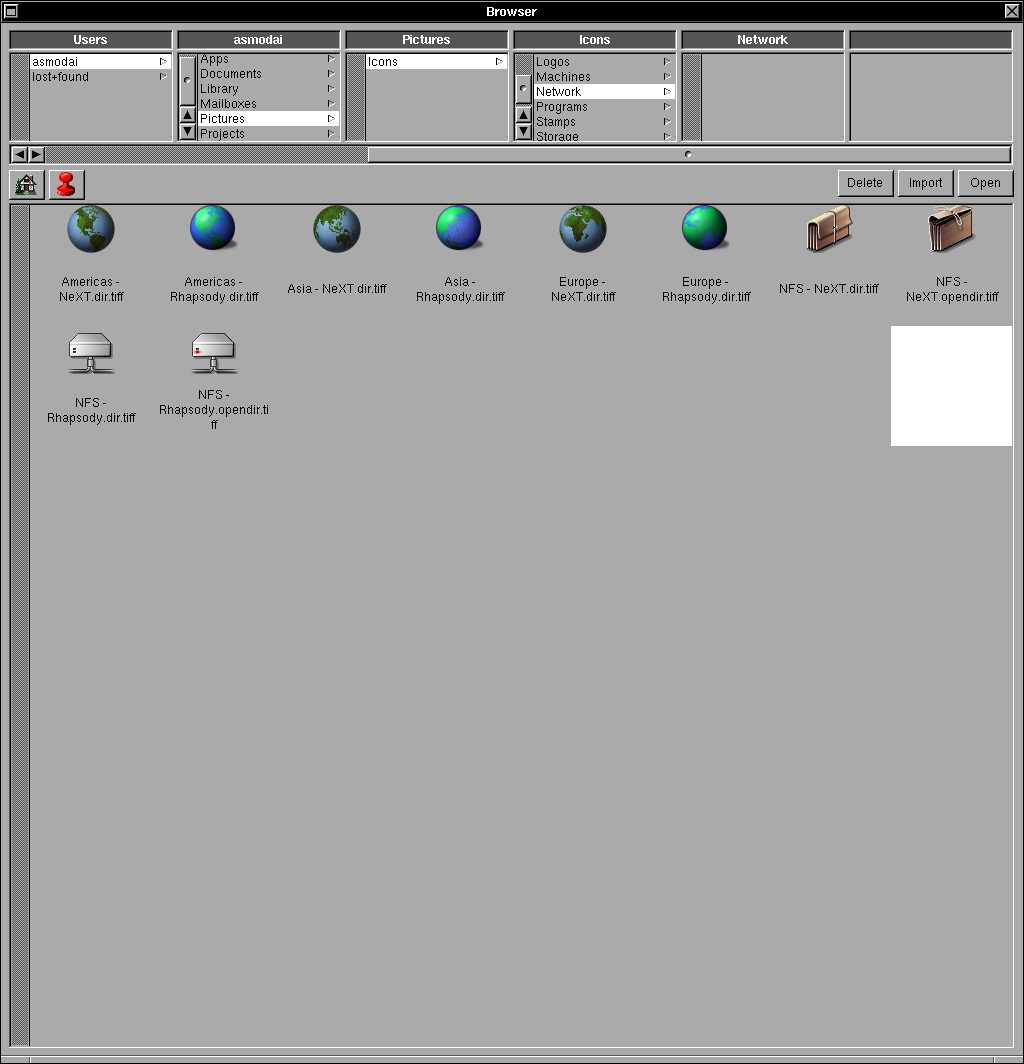 Browser
Users
asmodai
Pictures
Icons
Network
asmodai
lost+found
Apps
Documents
Library
Mailboxes
Pictures
Projects
Icons
Logos
Machines
Network
Programs
Stamps
Storage
Delete
Import
Open
Americas -
NeXT.dir.tiff
Americas -
Rhapsody.dir.tiff
Asia - NeXT.dir.tiff
Asia -
Rhapsody.dir.tiff
Europe -
NeXT.dir.tiff
Europe -
Rhapsody.dir.tiff
NFS - NeXT.dir.tiff
NFS -
NeXT.opendir.tiff
NFS -
Rhapsody.dir.tiff
NFS -
Rhapsody.opendir.ti
ff